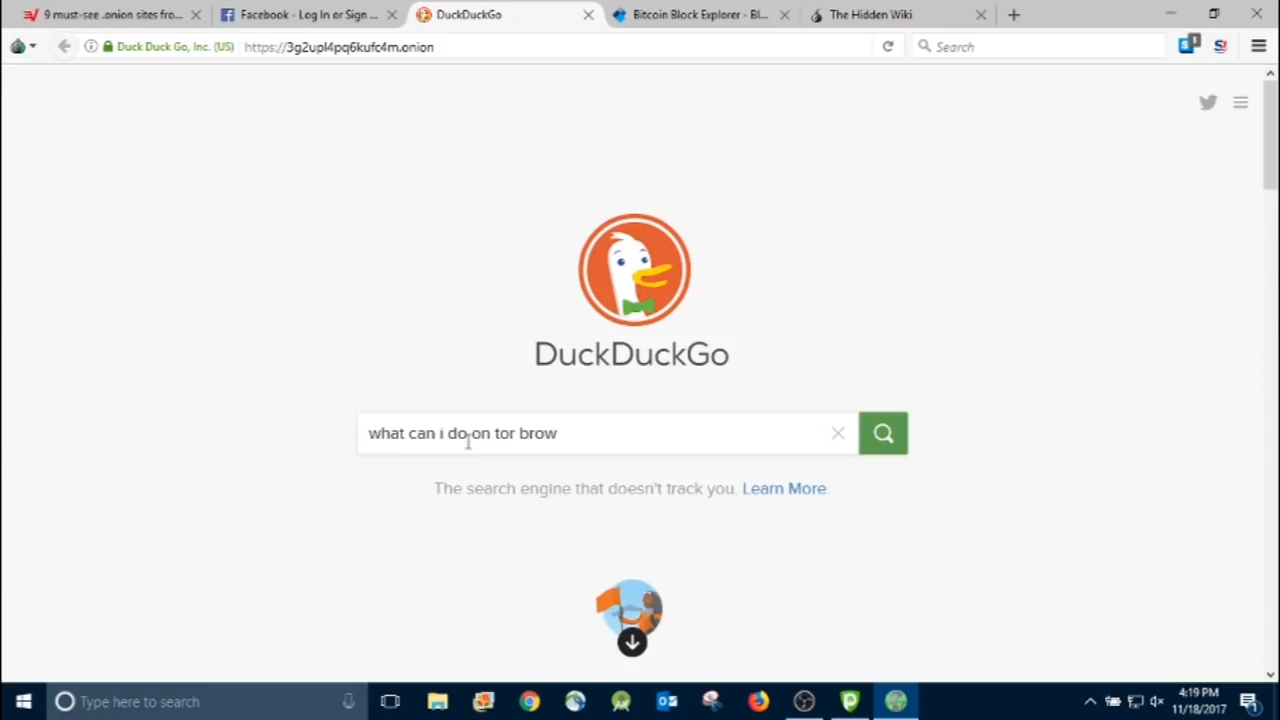 9 must-see .onion sites fro...
Facebook - Log In or Sign ...
DuckDuckGo
Bitcoin Block Explorer - Bl...
The Hidden Wiki
Duck Duck Go, Inc. (US)
https://3g2upl4pq6kufc4m.onion
Search
1
DuckDuckGo
what can i do on tor brow
The search engine that doesn't track you. Learn More.
Type here to search
4:19 PM
11/18/2017
1